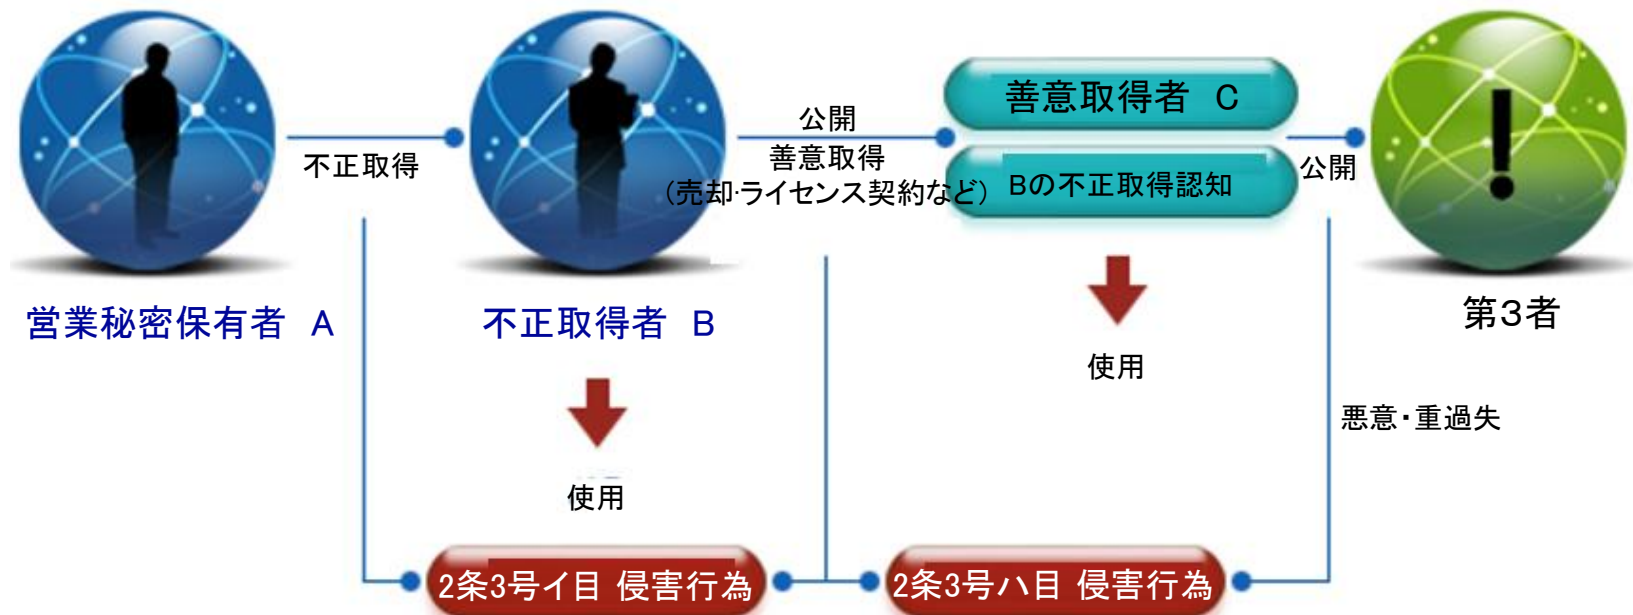 善意取得者 C
公開
不正取得
善意取得
(売却·ライセンス契約など)
Bの不正取得認知
公開
営業秘密保有者 A
不正取得者 B
第3者
使用
悪意・重過失
使用
2条3号イ目 侵害行為
2条3号ハ目 侵害行為